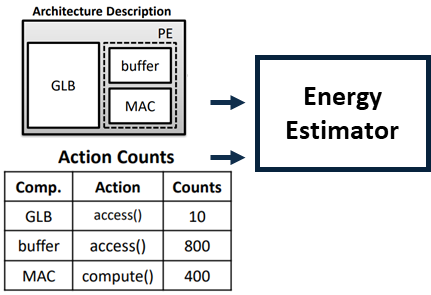 Architecture Description
PE
GLB
buffer
MAC
Energy
Estimator
Action Counts
Comp. Action Counts
GLB access() 10
buffer access() 800
MAC compute() 400